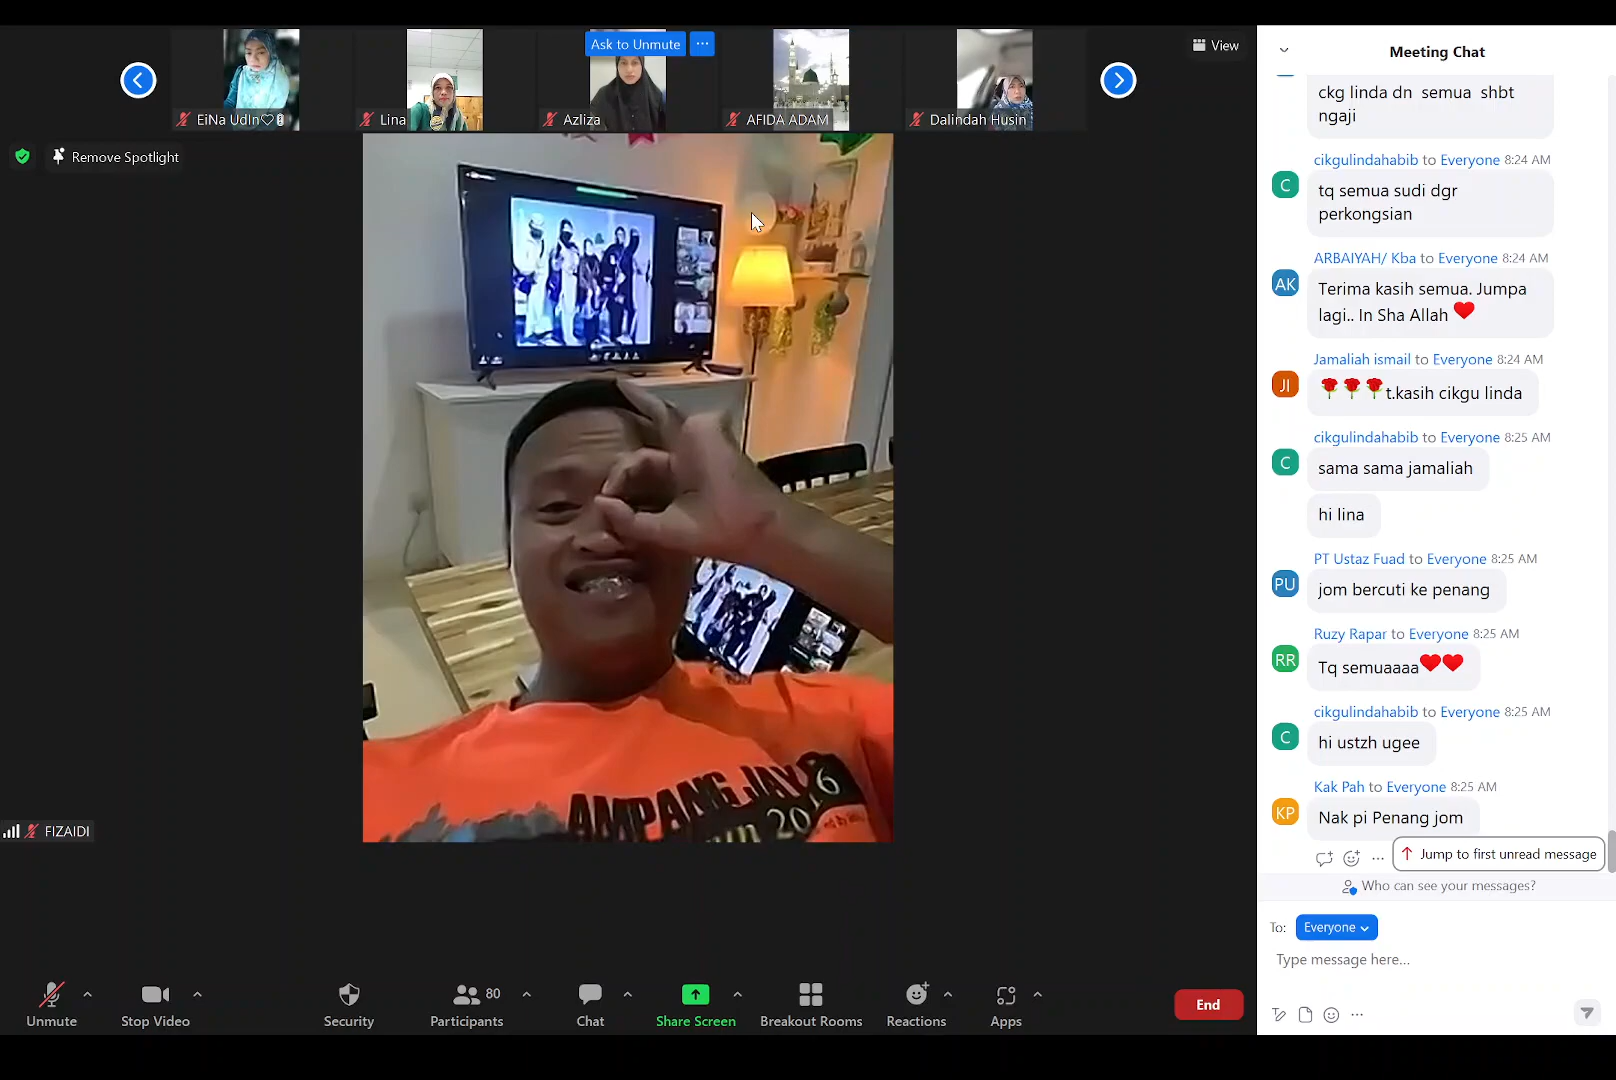 Ask to Unmute
View
EiNa UdIn
Lina
Azliza
AFIDA ADAM
Dalindah Husin
Remove Spotlight
AMPANG JAYA
2016
FIZAIDI
Unmute
Stop Video
Security
80
Participants
Chat
Share Screen
Breakout Rooms
Reactions
Apps
End
Meeting Chat
ckg linda dn semua shbt
ngaji
cikgulindahabib to Everyone 8:24 AM
C
tq semua sudi dgr
perkongsian
ARBAIYAH/ Kba to Everyone 8:24 AM
AK
Terima kasih semua. Jumpa
lagi.. In Sha Allah ❤️
Jamaliah ismail to Everyone 8:24 AM
JI
🌹🌹🌹t.kasih cikgu linda
cikgulindahabib to Everyone 8:25 AM
C
sama sama jamaliah
hi lina
PT Ustaz Fuad to Everyone 8:25 AM
PU
jom bercuti ke penang
Ruzy Rapar to Everyone 8:25 AM
RR
Tq semuaaaa❤️❤️
cikgulindahabib to Everyone 8:25 AM
C
hi ustzh ugee
Kak Pah to Everyone 8:25 AM
KP
Nak pi Penang jom
Jump to first unread message
Who can see your messages?
To: Everyone
Type message here...